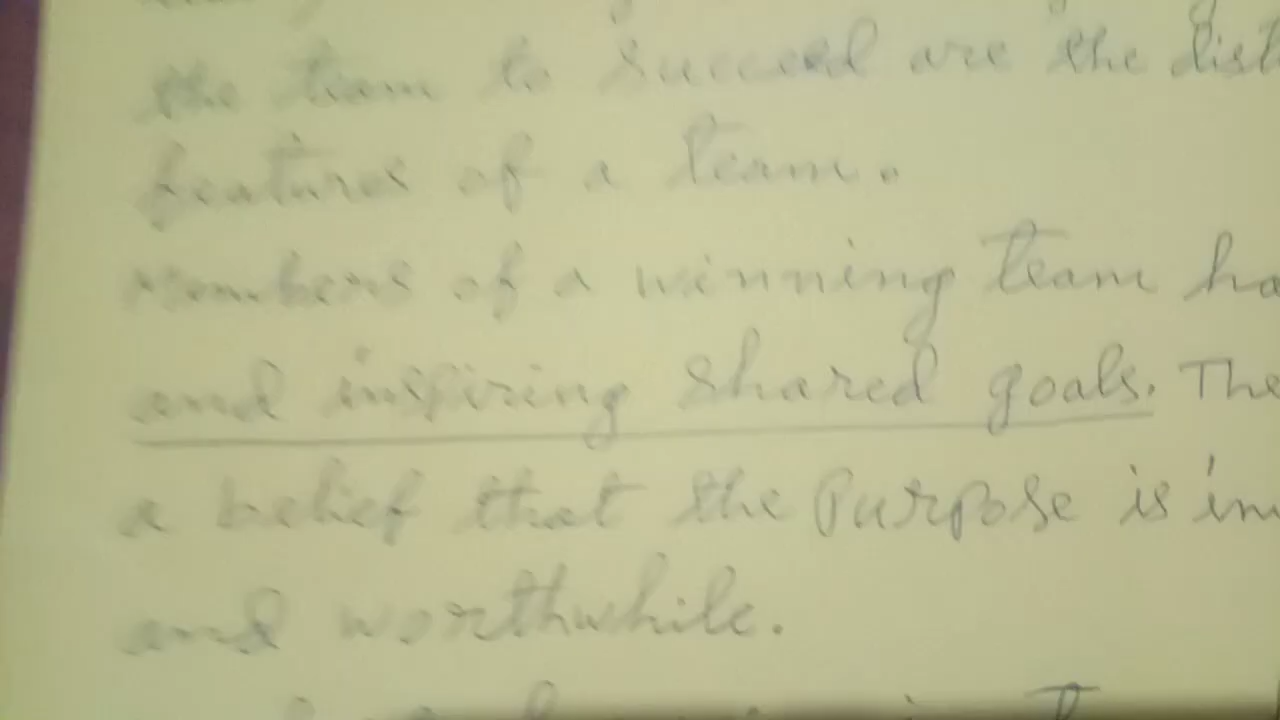 the team to succeed are the dist
features of a team.
Members of a winning team ha
and inspiring shared goals. The
a belief that the purpose is im
and worthwhile.